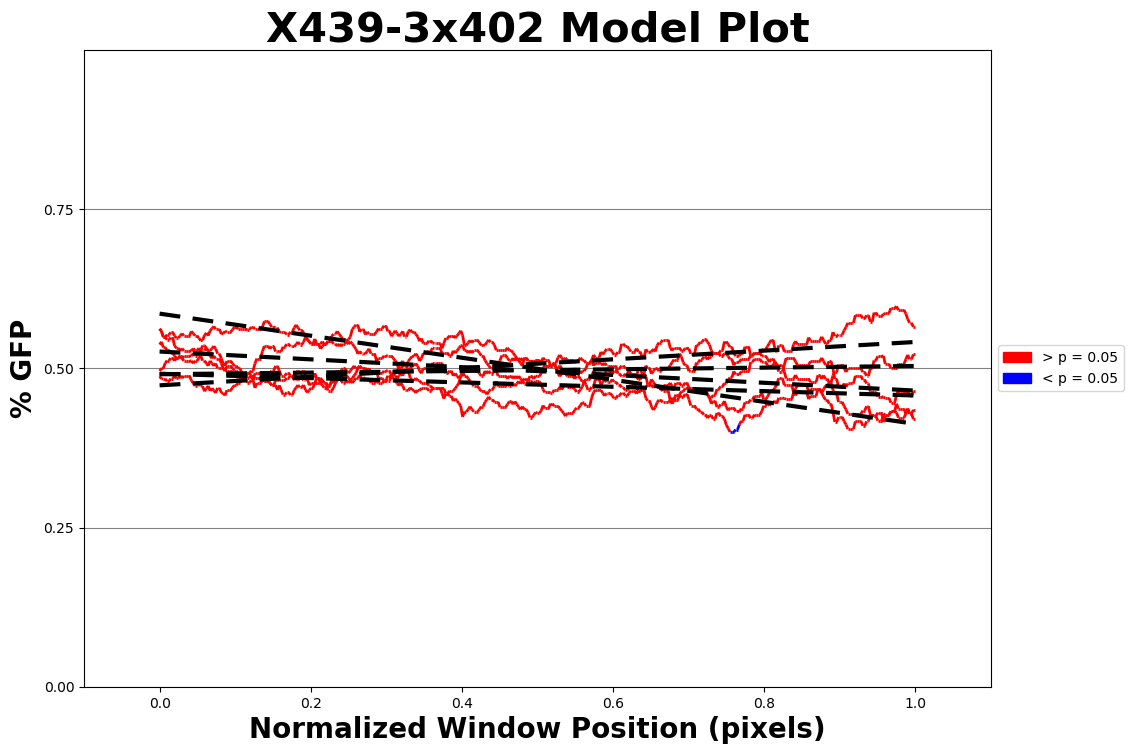 X439-3x402 Model Plot
% GFP
0.75
0.50
0.25
0.00
0.0 0.2 0.4 0.6 0.8 1.0
Normalized Window Position (pixels)
> p = 0.05
< p = 0.05